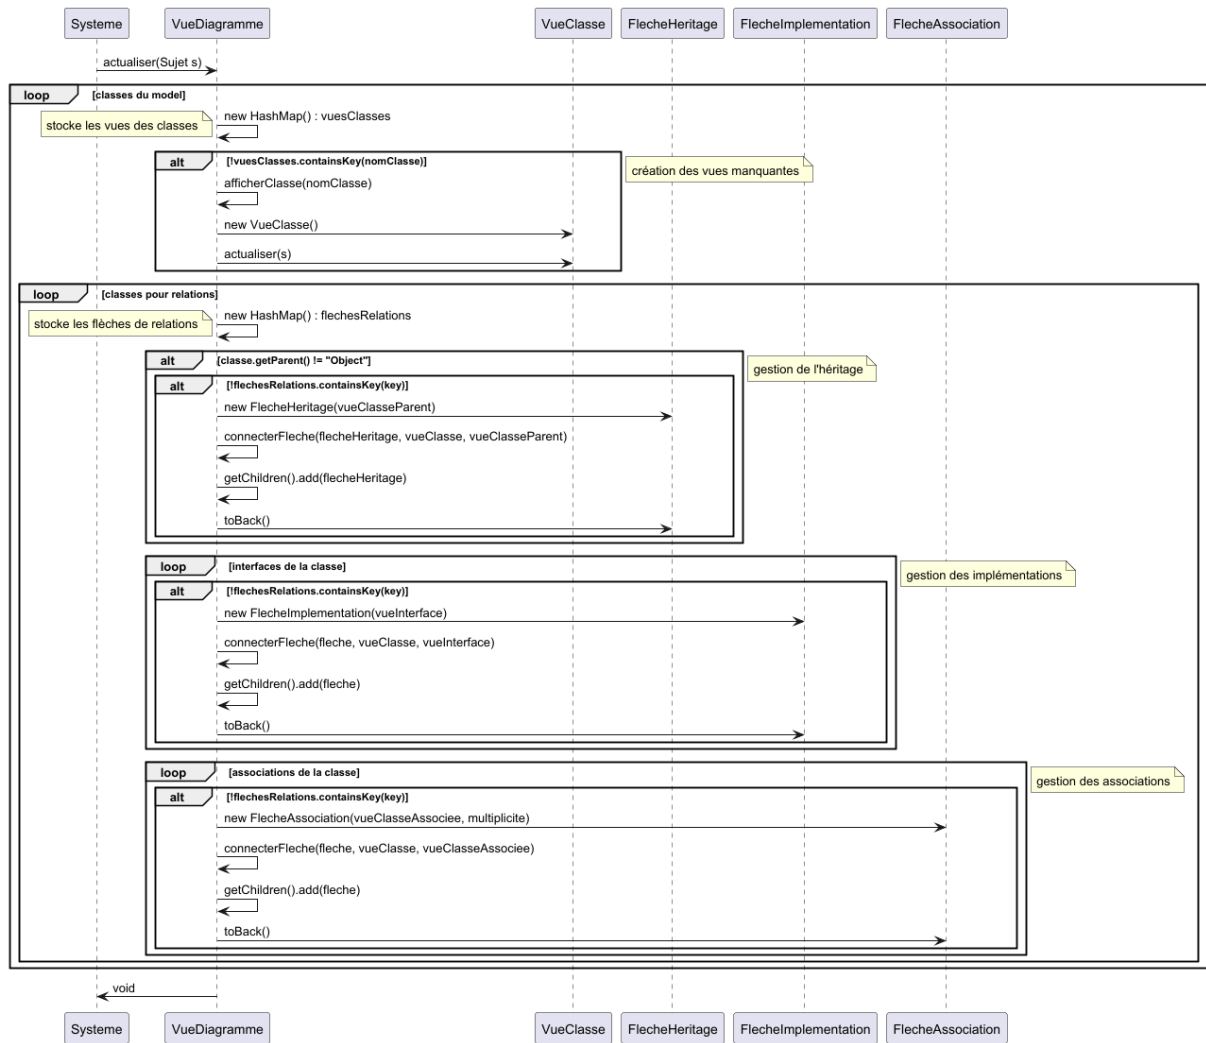 Systeme
VueDiagramme
VueClasse
FlecheHeritage
FlecheImplementation
FlecheAssociation
actualiser(Sujet s)
loop
[classes du model]
stocke les vues des classes
new HashMap() : vuesClasses
alt
[!vuesClasses.containsKey(nomClasse)]
création des vues manquantes
afficherClasse(nomClasse)
new VueClasse()
actualiser(s)
loop
[classes pour relations]
stocke les flèches de relations
new HashMap() : flechesRelations
alt
[classe.getParent() != "Object"]
gestion de l'héritage
alt
[!flechesRelations.containsKey(key)]
new FlecheHeritage(vueClasseParent)
connecterFleche(flecheHeritage, vueClasse, vueClasseParent)
getChildren().add(flecheHeritage)
toBack()
loop
[interfaces de la classe]
gestion des implémentations
alt
[!flechesRelations.containsKey(key)]
new FlecheImplementation(vueInterface)
connecterFleche(fleche, vueClasse, vueInterface)
getChildren().add(fleche)
toBack()
loop
[associations de la classe]
gestion des associations
alt
[!flechesRelations.containsKey(key)]
new FlecheAssociation(vueClasseAssociee, multiplicite)
connecterFleche(fleche, vueClasse, vueClasseAssociee)
getChildren().add(fleche)
toBack()
void
Systeme
VueDiagramme
VueClasse
FlecheHeritage
FlecheImplementation
FlecheAssociation